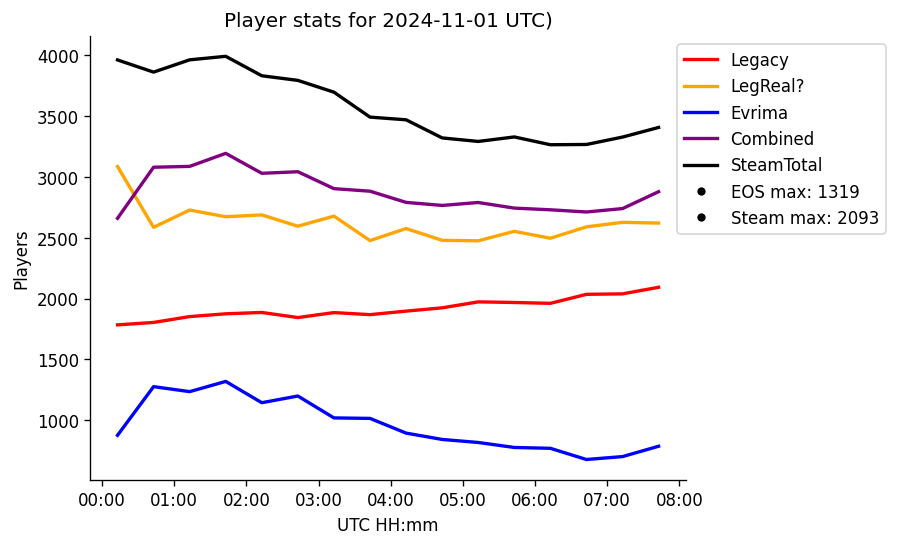 Player stats for 2024-11-01 UTC)
Players
4000
3500
3000
2500
2000
1500
1000
00:00 01:00 02:00 03:00 04:00 05:00 06:00 07:00 08:00
UTC HH:mm
Legacy
LegReal?
Evrima
Combined
SteamTotal
EOS max: 1319
Steam max: 2093